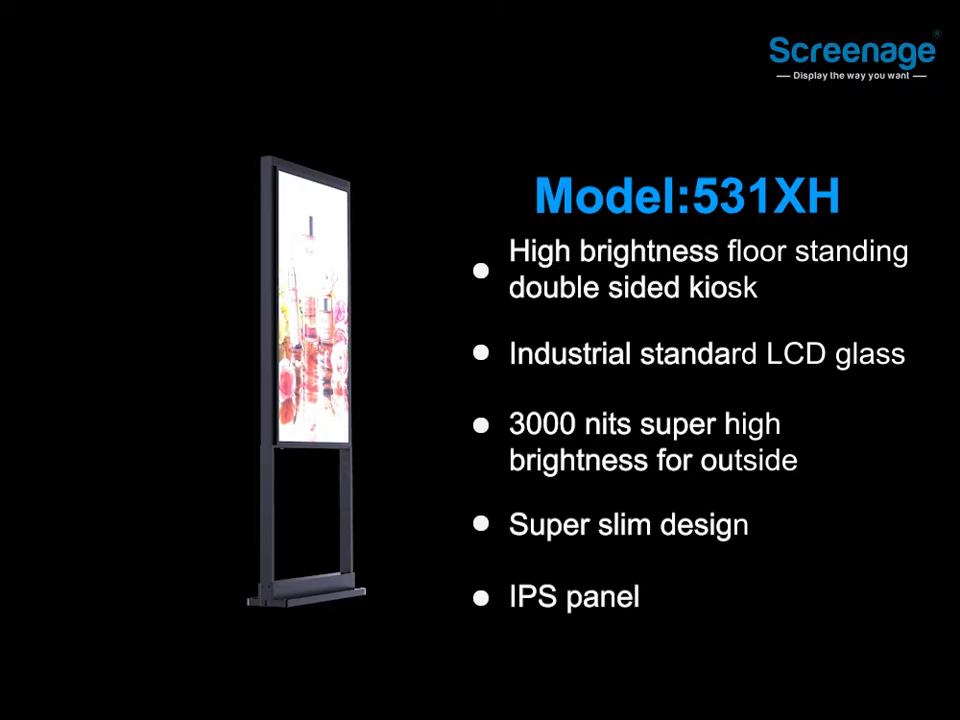 Screenage®
Display the way you want
Model:531XH
High brightness floor standing
double sided kiosk
Industrial standard LCD glass
3000 nits super high
brightness for outside
Super slim design
IPS panel